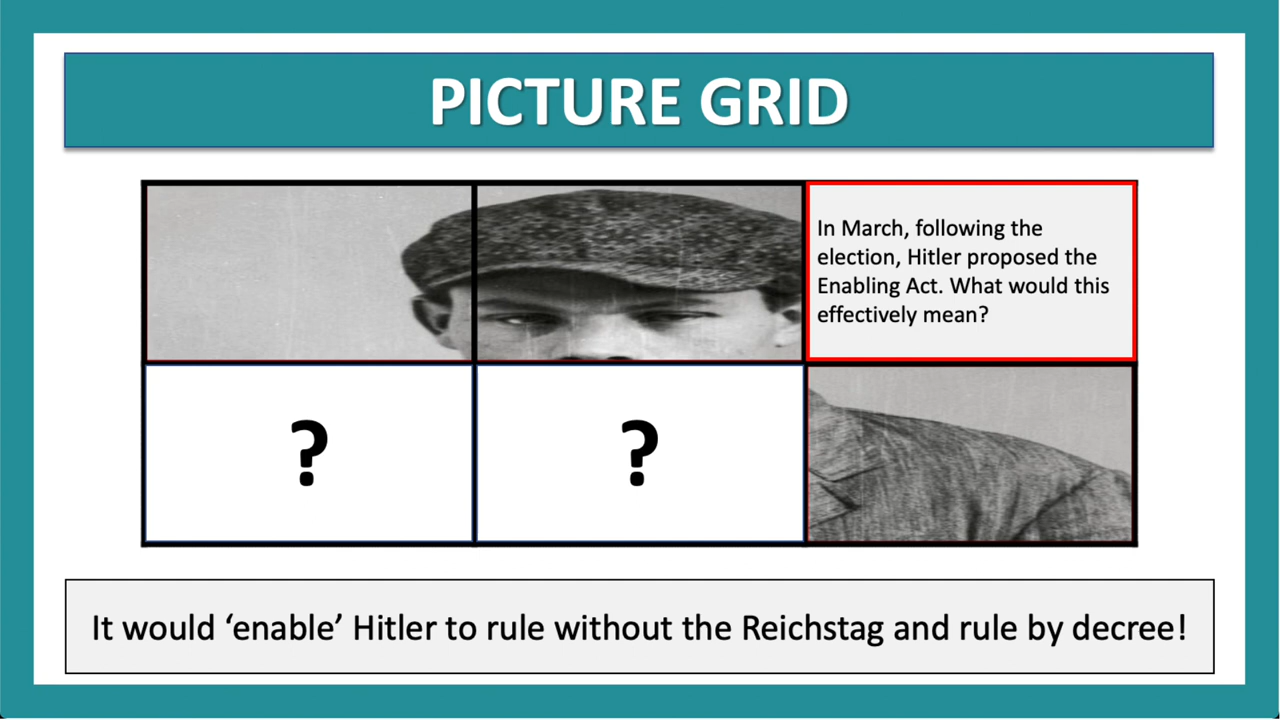 PICTURE GRID
In March, following the
election, Hitler proposed the
Enabling Act. What would this
effectively mean?
?
?
It would ‘enable’ Hitler to rule without the Reichstag and rule by decree!